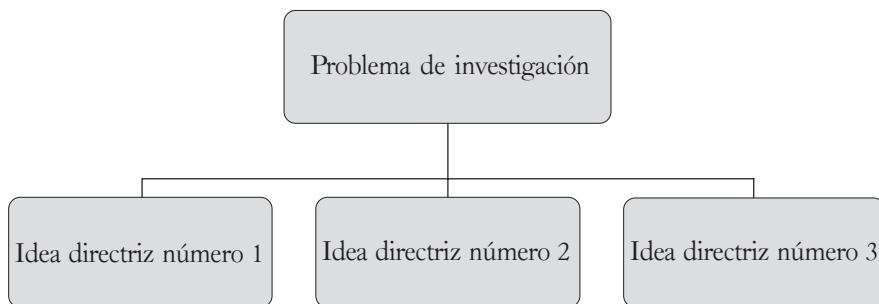 Problema de investigación
Idea directriz número 1
Idea directriz número 2
Idea directriz número 3